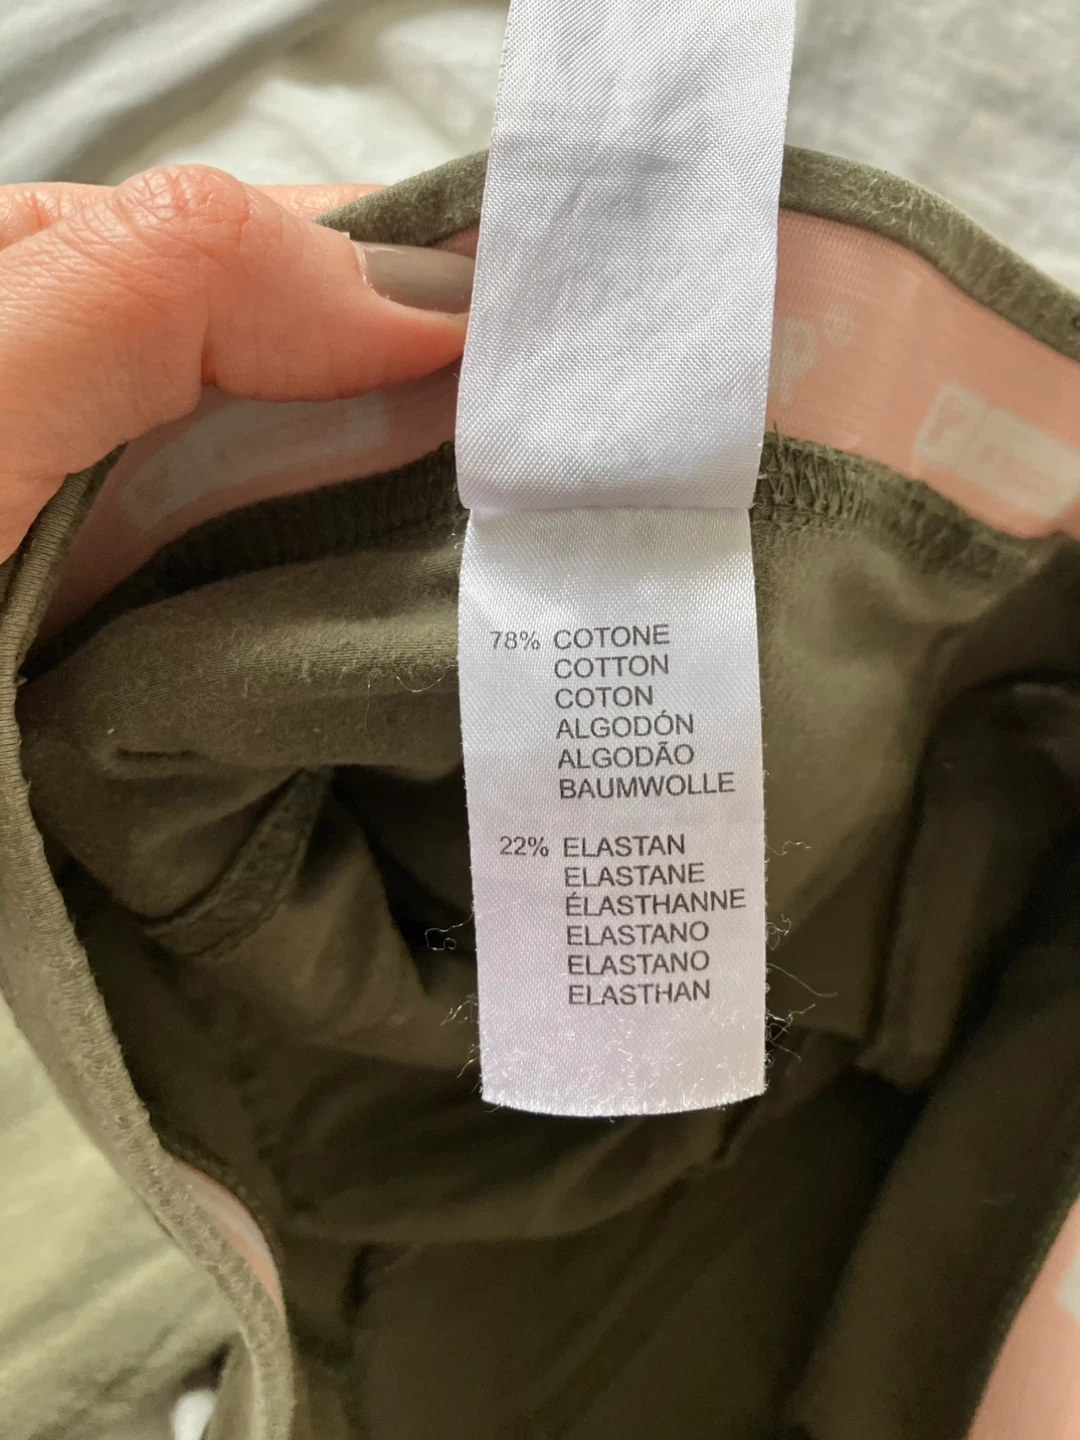 78% COTONE
COTTON
COTON
ALGODÓN
ALGODÃO
BAUMWOLLE
22% ELASTAN
ELASTANE
ÉLASTHANNE
ELASTANO
ELASTANO
ELASTHAN